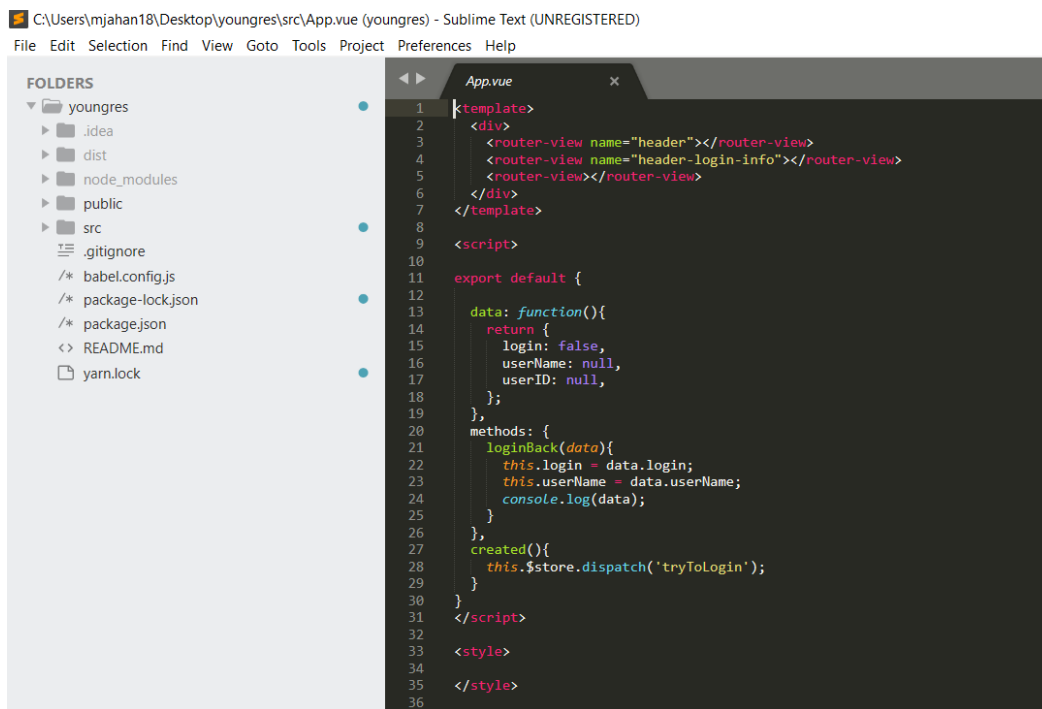 C:\Users\mjahan18\Desktop\youngres\src\App.vue (youngres) - Sublime Text (UNREGISTERED)
File Edit Selection Find View Goto Tools Project Preferences Help
FOLDERS
youngres
.idea
dist
node_modules
public
src
.gitignore
/* babel.config.js
/* package-lock.json
/* package.json
<> README.md
yarn.lock
App.vue ×
1 <template>
2   <div>
3     <router-view name="header"></router-view>
4     <router-view name="header-login-info"></router-view>
5     <router-view></router-view>
6   </div>
7 </template>
8
9 <script>
10
11 export default {
12
13   data: function(){
14     return {
15       login: false,
16       userName: null,
17       userID: null,
18     };
19   },
20   methods: {
21     loginBack(data){
22       this.login = data.login;
23       this.userName = data.userName;
24       console.log(data);
25     }
26   },
27   created(){
28     this.$store.dispatch('tryToLogin');
29   }
30 }
31 </script>
32
33 <style>
34
35 </style>
36